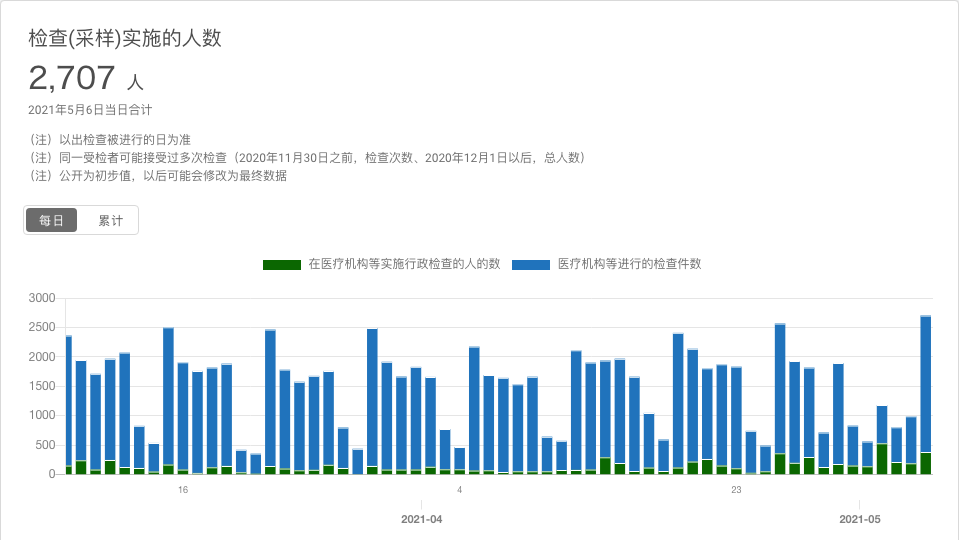 检查(采样)实施的人数
2,707 人
2021年5月6日当日合计
（注）以出检查被进行的日为准
（注）同一受检者可能接受过多次检查（2020年11月30日之前，检查次数、2020年12月1日以后，总人数）
（注）公开为初步值，以后可能会修改为最终数据
每日 累计
在医疗机构等实施行政检查的人的数 医疗机构等进行的检查件数
3000
2500
2000
1500
1000
500
0
16 4 23
2021-04 2021-05